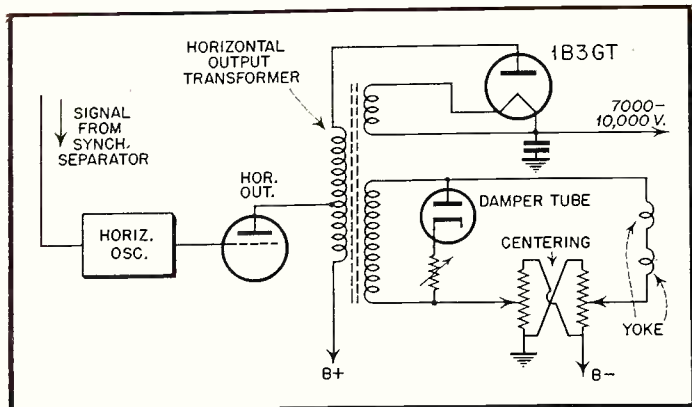 HORIZONTAL
OUTPUT
TRANSFORMER
1B3GT
SIGNAL
FROM
SYNCH.
SEPARATOR
7000-
10,000 V.
HOR.
OUT.
DAMPER TUBE
HORIZ.
OSC.
CENTERING
YOKE
B+
B-